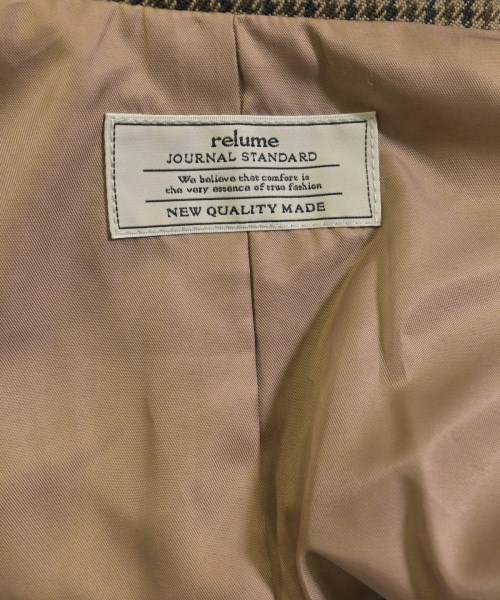 relume
JOURNAL STANDARD
We believe that comfort is
the very essence of true fashion
NEW QUALITY MADE